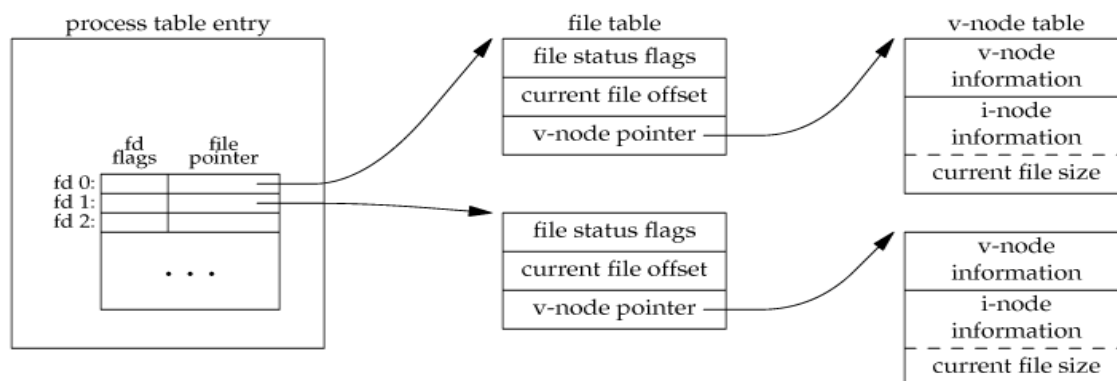 process table entry
file table
v-node table
fd
flags
file
pointer
fd 0:
fd 1:
fd 2:
. . .
file status flags
current file offset
v-node pointer
v-node
information
i-node
information
current file size
file status flags
current file offset
v-node pointer
v-node
information
i-node
information
current file size